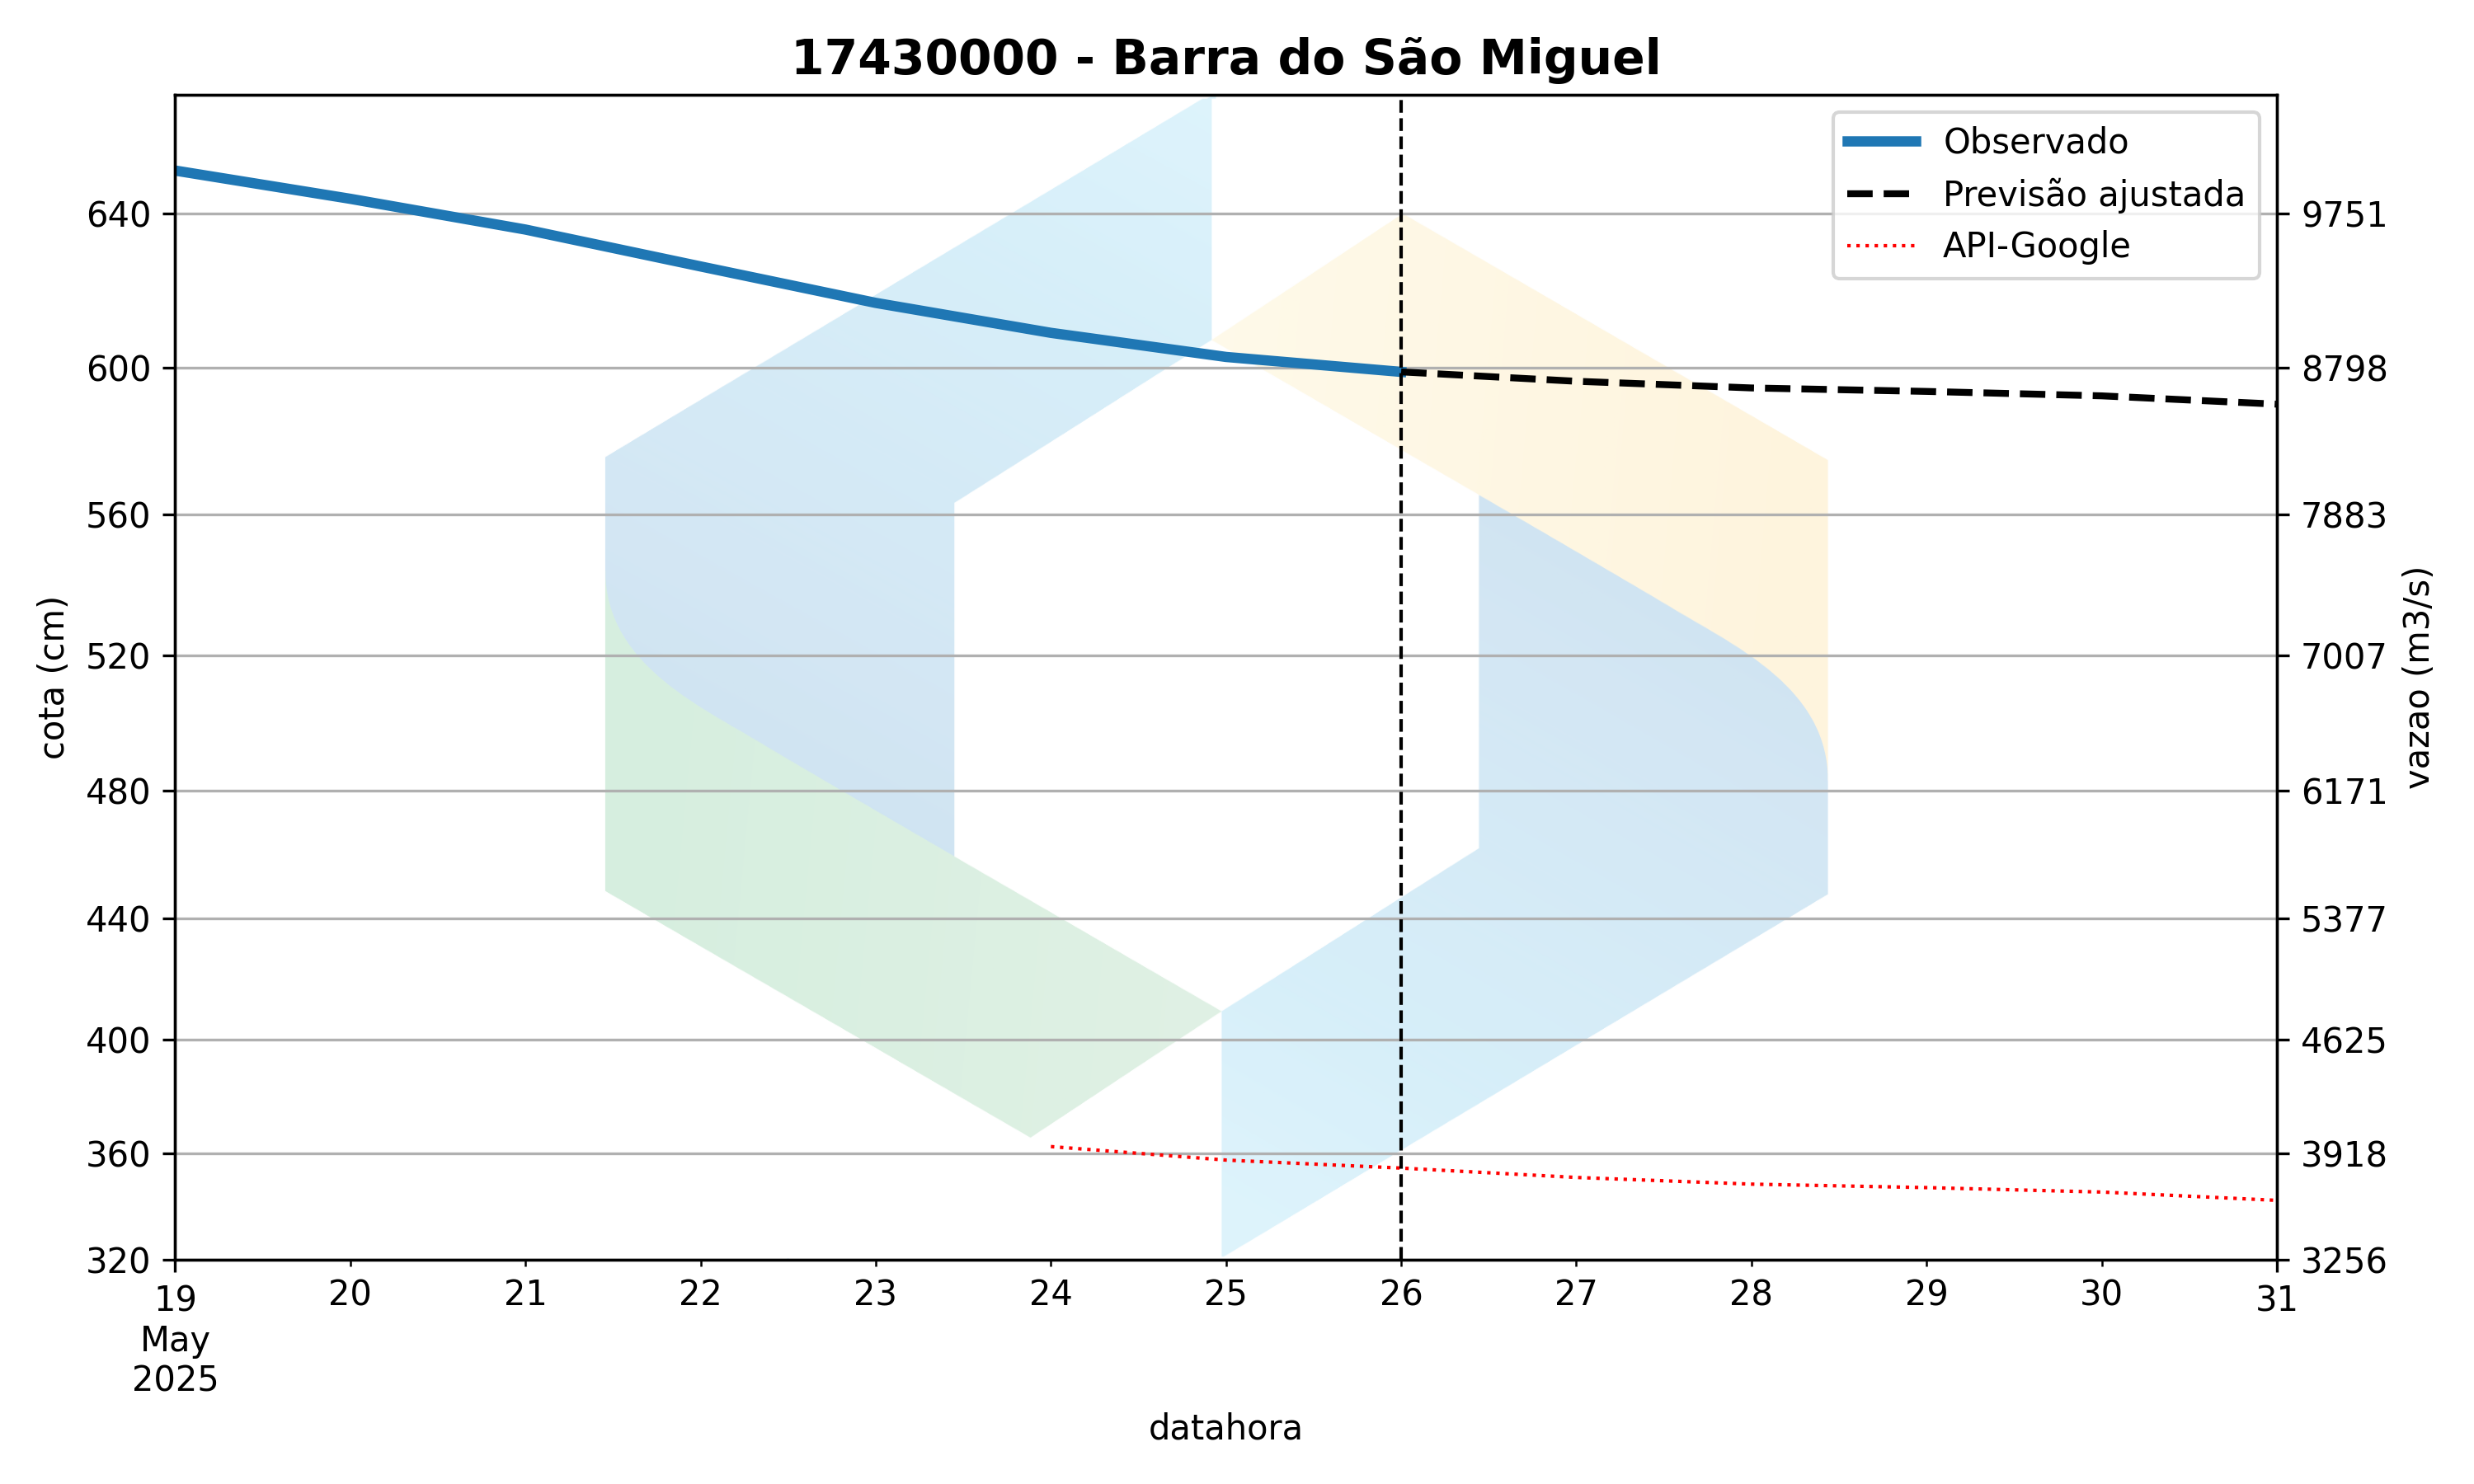 17430000 - Barra do São Miguel
Observado
Previsão ajustada
API-Google
cota (cm)
640
600
560
520
480
440
400
360
320
9751
8798
7883
7007
6171
5377
4625
3918
3256
vazao (m3/s)
19 20 21 22 23 24 25 26 27 28 29 30 31
May
2025
datahora